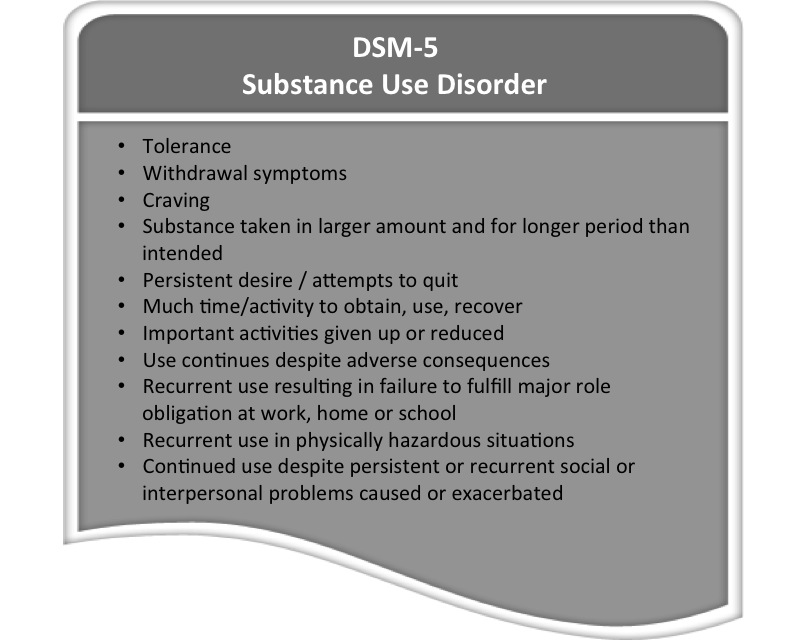 DSM-5
Substance Use Disorder
• Tolerance
• Withdrawal symptoms
• Craving
• Substance taken in larger amount and for longer period than
intended
• Persistent desire / attempts to quit
• Much time/activity to obtain, use, recover
• Important activities given up or reduced
• Use continues despite adverse consequences
• Recurrent use resulting in failure to fulfill major role
obligation at work, home or school
• Recurrent use in physically hazardous situations
• Continued use despite persistent or recurrent social or
interpersonal problems caused or exacerbated